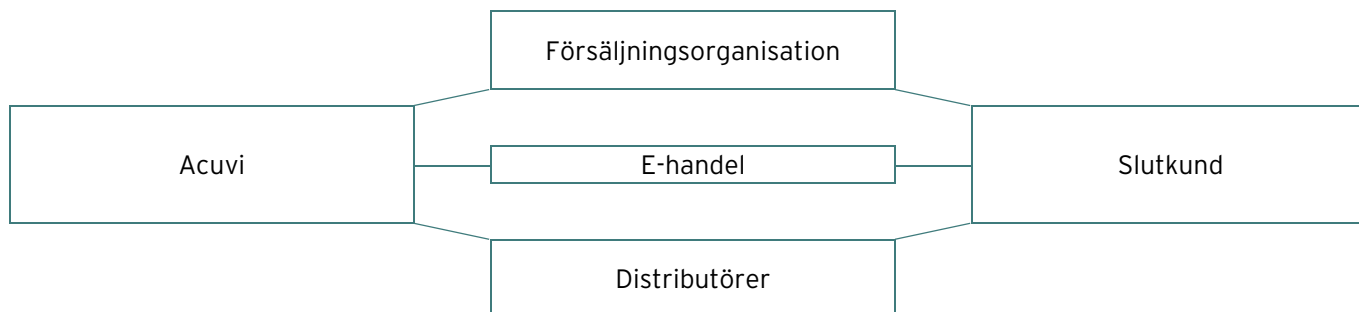 Försäljningsorganisation
Acuvi
E-handel
Slutkund
Distributörer